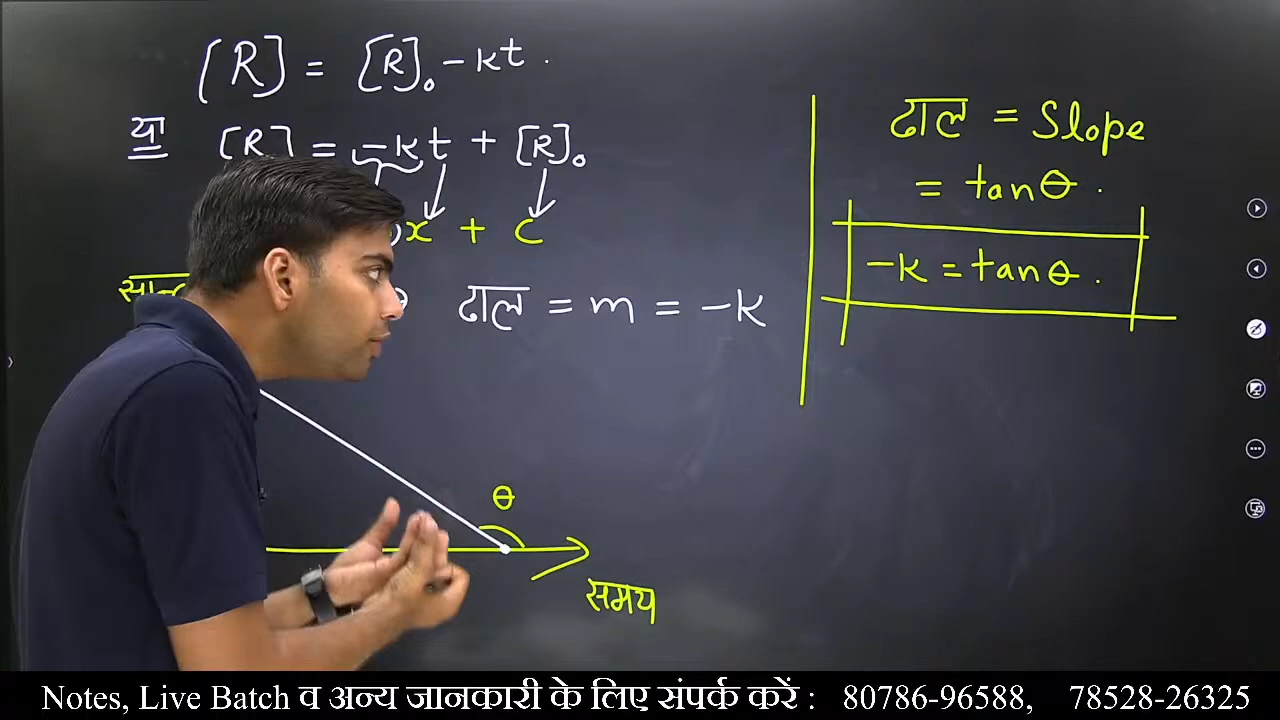 [R] = [R]₀ - kt.
या [R] = -kt + [R]₀
x + c
ढाल = m = -k
θ
समय
ढाल = Slope
= tanθ.
-k = tanθ.
Notes, Live Batch व अन्य जानकारी के लिए संपर्क करें : 80786-96588, 78528-26325